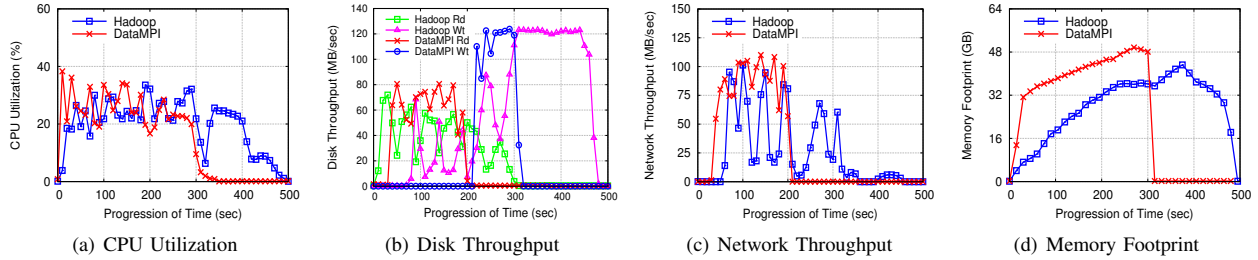 60
40
20
0
CPU Utilization (%)
Hadoop
DataMPI
0 100 200 300 400 500
Progression of Time (sec)
(a) CPU Utilization
140
120
100
80
60
40
20
0
Disk Throughput (MB/sec)
Hadoop Rd
Hadoop Wt
DataMPI Rd
DataMPI Wt
0 100 200 300 400 500
Progression of Time (sec)
(b) Disk Throughput
150
125
100
75
50
25
0
Network Throughput (MB/sec)
Hadoop
DataMPI
0 100 200 300 400 500
Progression of Time (sec)
(c) Network Throughput
64
48
32
16
0
Memory Footprint (GB)
Hadoop
DataMPI
0 100 200 300 400 500
Progression of Time (sec)
(d) Memory Footprint